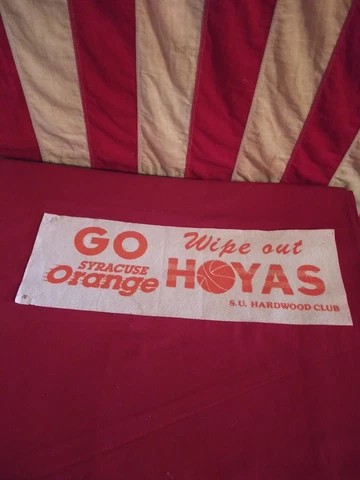 GO
SYRACUSE
Orange
Wipe out
HOYAS
S.U. HARDWOOD CLUB